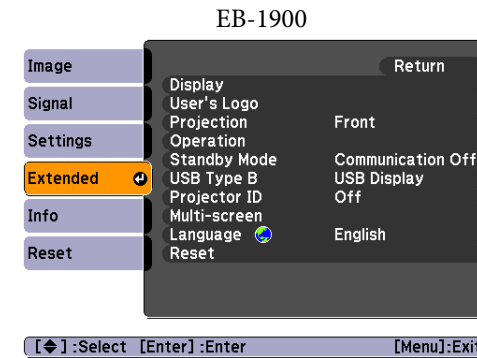 EB-1900
Image
Signal
Settings
Extended
Info
Reset
Return
Display
User's Logo
Projection Front
Operation
Standby Mode Communication Off
USB Type B USB Display
Projector ID Off
Multi-screen
Language English
Reset
[◆] :Select [Enter] :Enter [Menu]:Exit